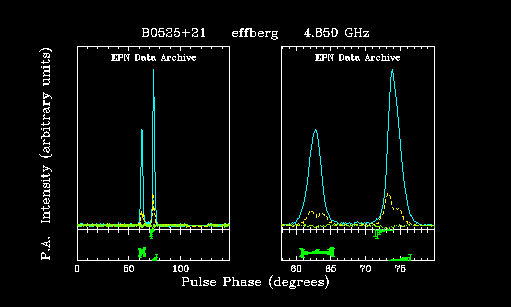 B0525+21 effberg 4.850 GHz
EPN Data Archive EPN Data Archive
P.A. Intensity (arbitrary units)
0 50 100 60 65 70 75
Pulse Phase (degrees)